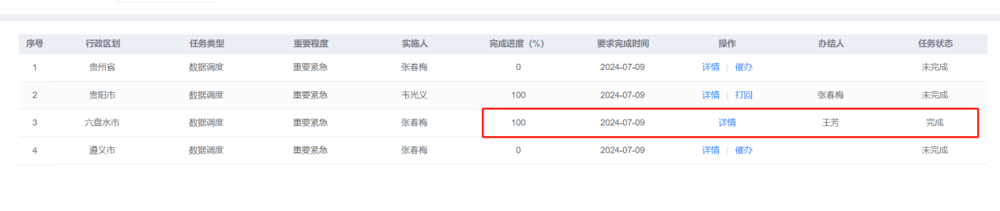 序号 行政区划 任务类型 重要程度 实施人 完成进度（%） 要求完成时间 操作 办结人 任务状态
1 贵州省 数据调度 重要紧急 张春梅 0 2024-07-09 详情 | 催办 未完成
2 贵阳市 数据调度 重要紧急 韦光义 100 2024-07-09 详情 | 打回 张春梅 未完成
3 六盘水市 数据调度 重要紧急 张春梅 100 2024-07-09 详情 王芳 完成
4 遵义市 数据调度 重要紧急 张春梅 0 2024-07-09 详情 | 催办 未完成